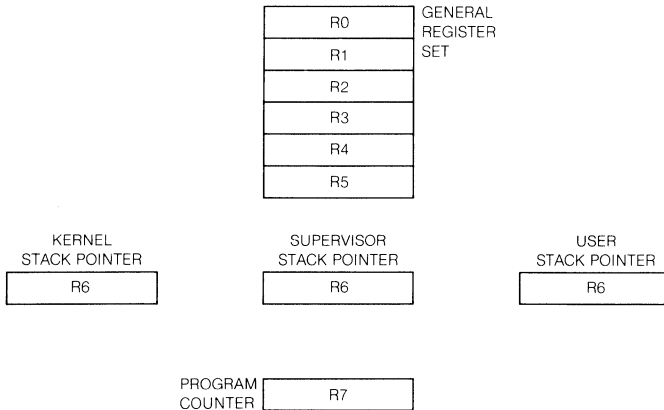 R0
GENERAL
REGISTER
SET
R1
R2
R3
R4
R5
KERNEL
STACK POINTER
R6
SUPERVISOR
STACK POINTER
R6
USER
STACK POINTER
R6
PROGRAM
COUNTER
R7